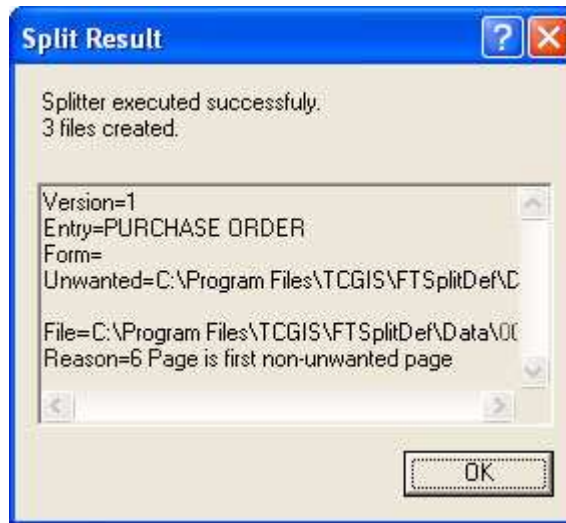 Split Result
Splitter executed successfuly.
3 files created.
Version=1
Entry=PURCHASE ORDER
Form=
Unwanted=C:\Program Files\TCGIS\FTSplitDef\D
File=C:\Program Files\TCGIS\FTSplitDef\Data\00
Reason=6 Page is first non-unwanted page
OK